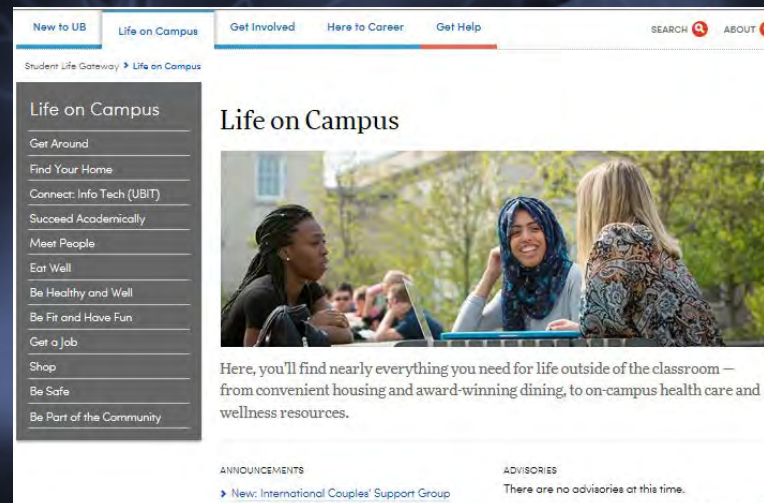 New to UB
Life on Campus
Get Involved
Here to Career
Get Help
SEARCH
ABOUT
Student Life Gateway > Life on Campus
Life on Campus
Get Around
Find Your Home
Connect: Info Tech (UBIT)
Succeed Academically
Meet People
Eat Well
Be Healthy and Well
Be Fit and Have Fun
Get a Job
Shop
Be Safe
Be Part of the Community
Life on Campus
Here, you'll find nearly everything you need for life outside of the classroom —
from convenient housing and award-winning dining, to on-campus health care and
wellness resources.
ANNOUNCEMENTS
> New: International Couples' Support Group
ADVISORIES
There are no advisories at this time.